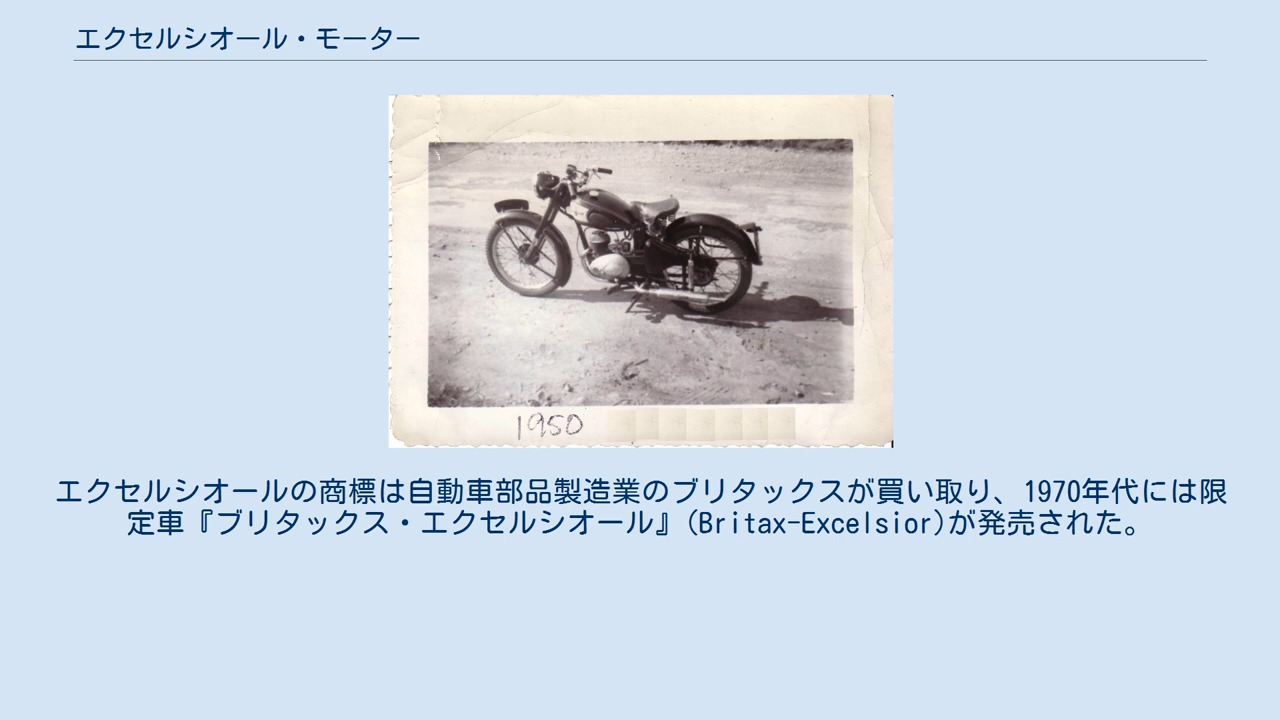 エクセルシオール・モーター
1950
エクセルシオールの商標は自動車部品製造業のブリタックスが買い取り、1970年代には限
定車『ブリタックス・エクセルシオール』(Britax-Excelsior)が発売された。